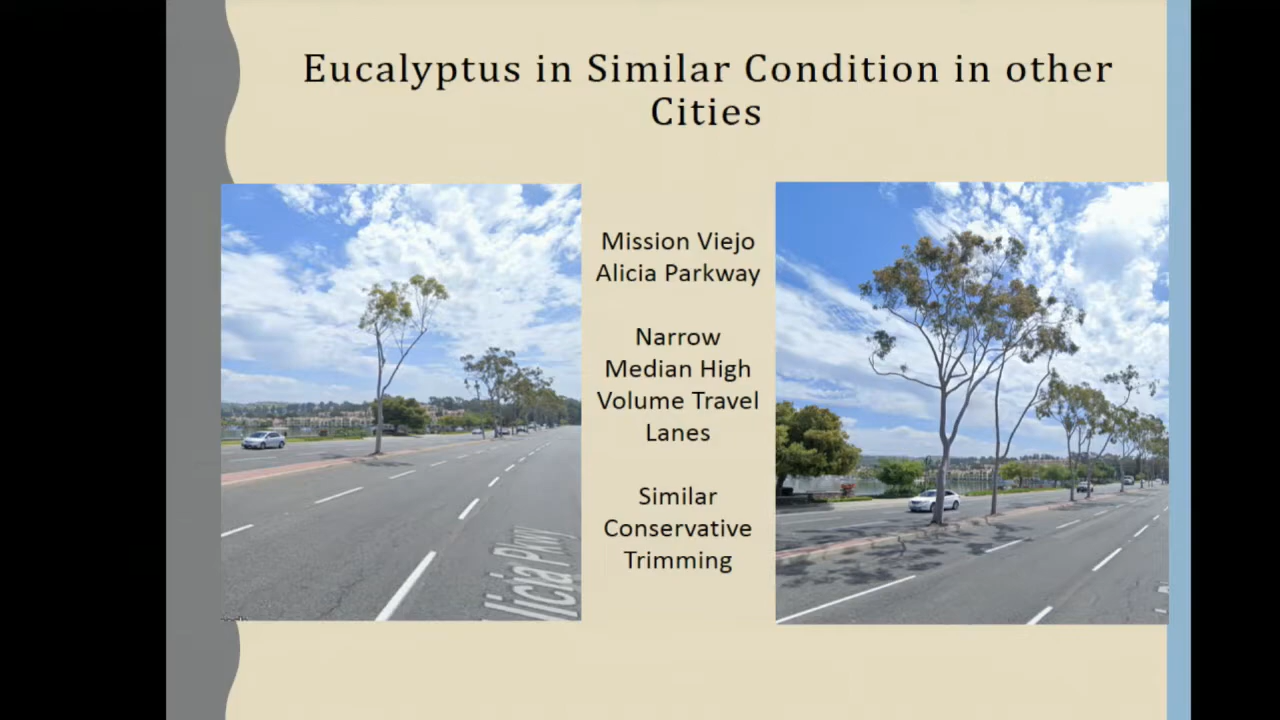 Eucalyptus in Similar Condition in other
Cities
Mission Viejo
Alicia Parkway
Narrow
Median High
Volume Travel
Lanes
Similar
Conservative
Trimming
licia Pkwy